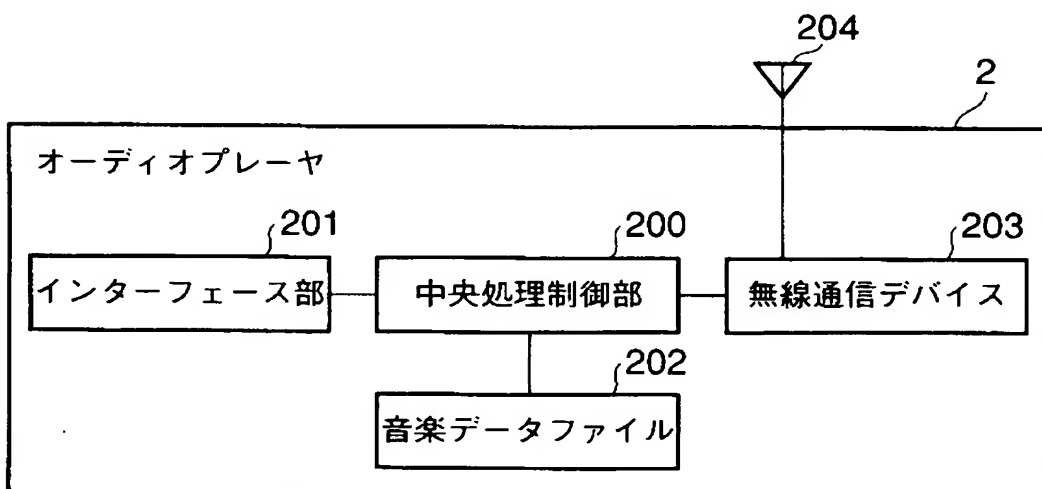 204
2
オーディオプレーヤ
201
200
203
インターフェース部
中央処理制御部
無線通信デバイス
202
音楽データファイル